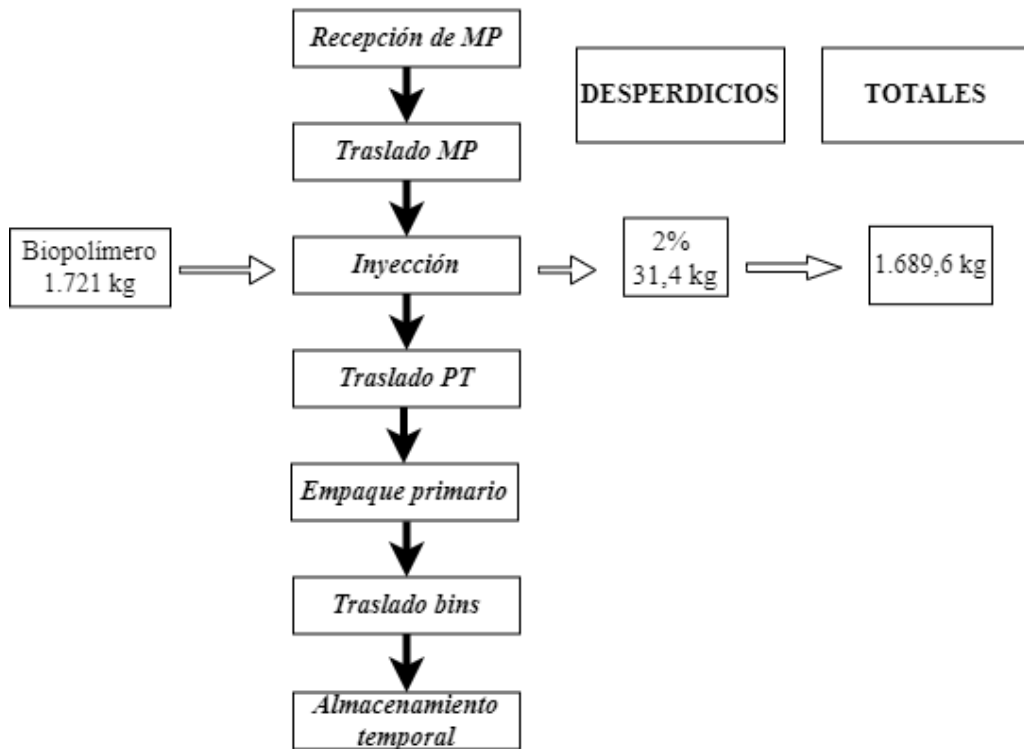 Recepción de MP
DESPERDICIOS
TOTALES
Traslado MP
Biopolímero
1.721 kg
Inyección
2%
31,4 kg
1.689,6 kg
Traslado PT
Empaque primario
Traslado bins
Almacenamiento
temporal